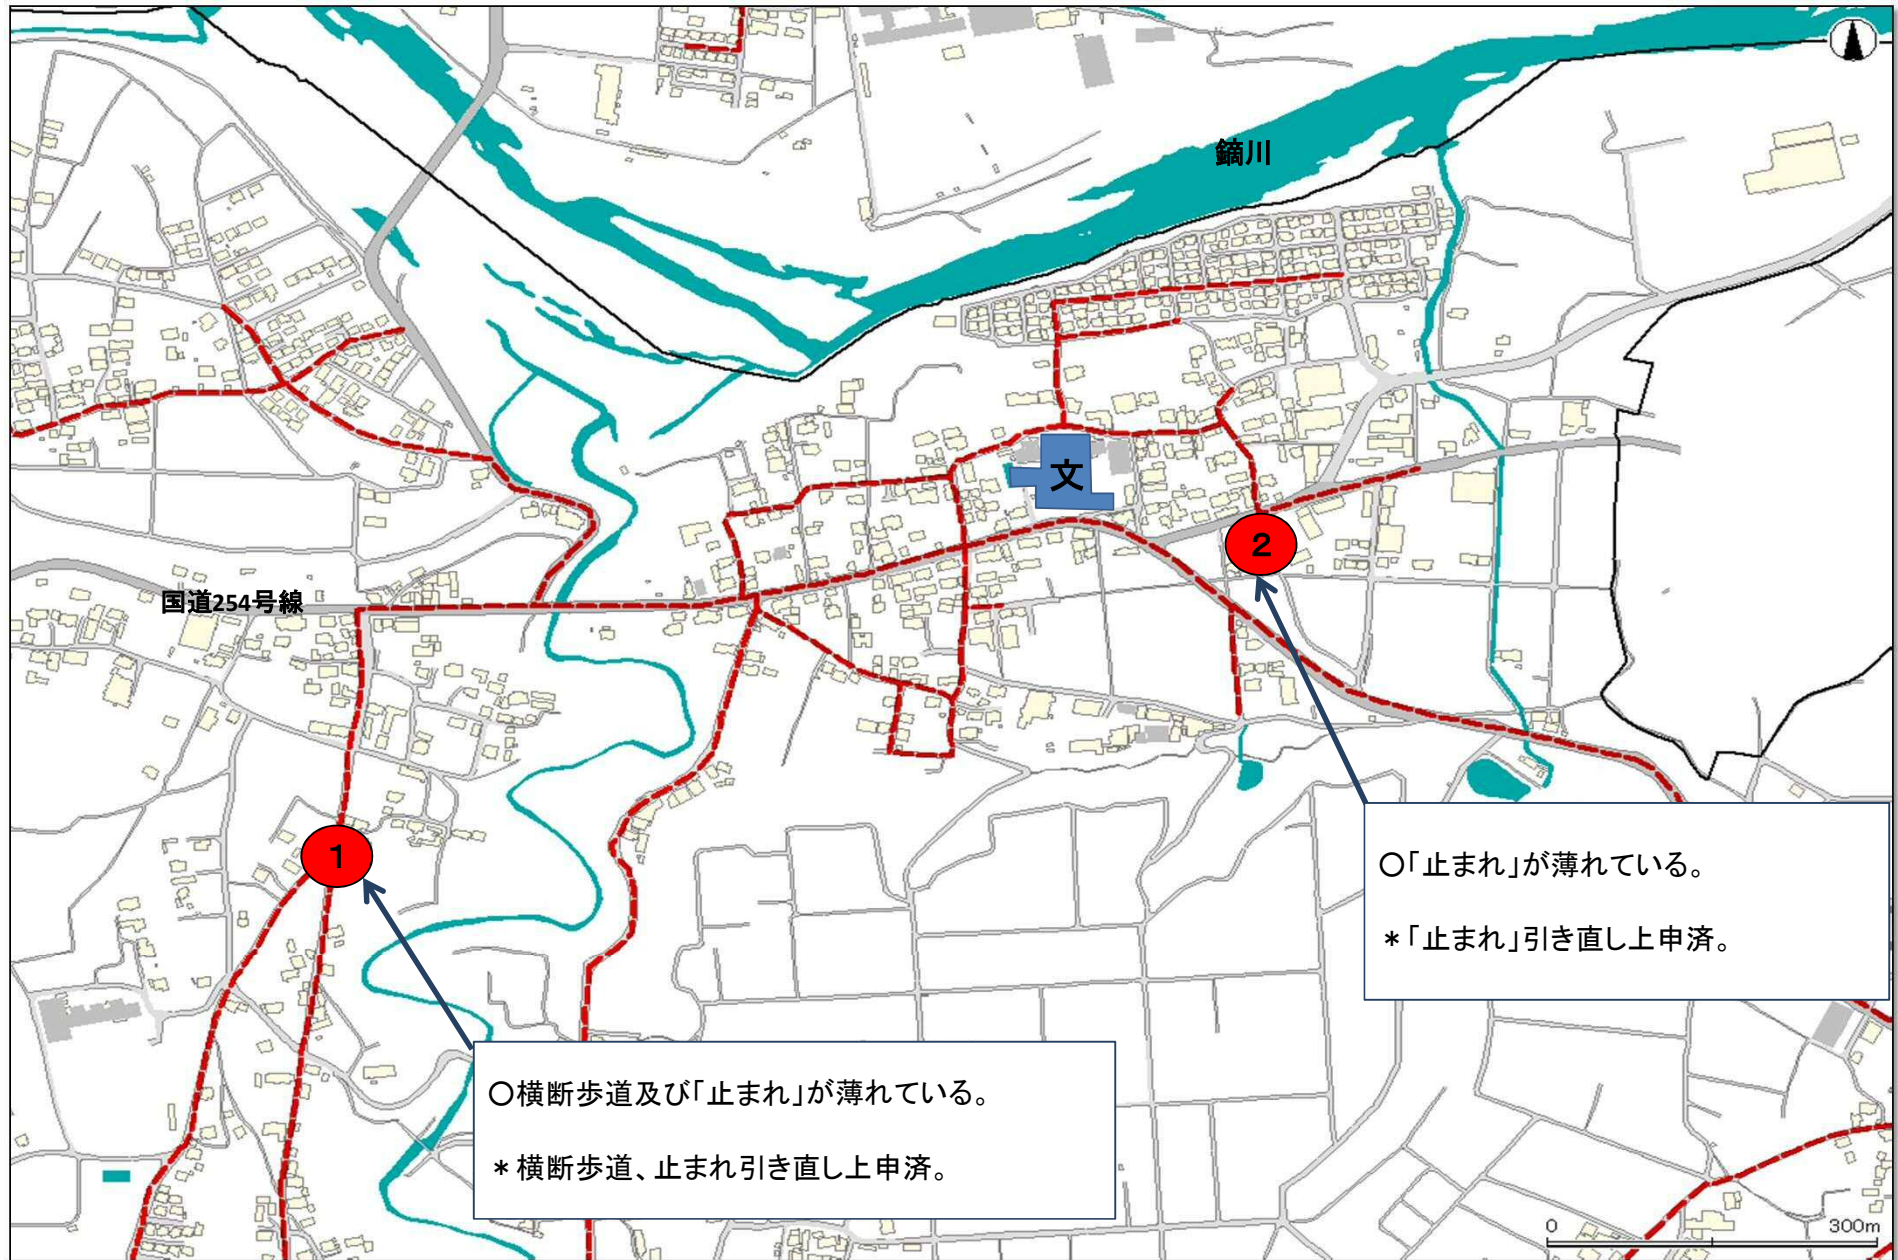 鏑川
文
2
国道254号線
1
○「止まれ」が薄れている。
*「止まれ」引き直し上申済。
○横断歩道及び「止まれ」が薄れている。
*横断歩道、止まれ引き直し上申済。
0 300m